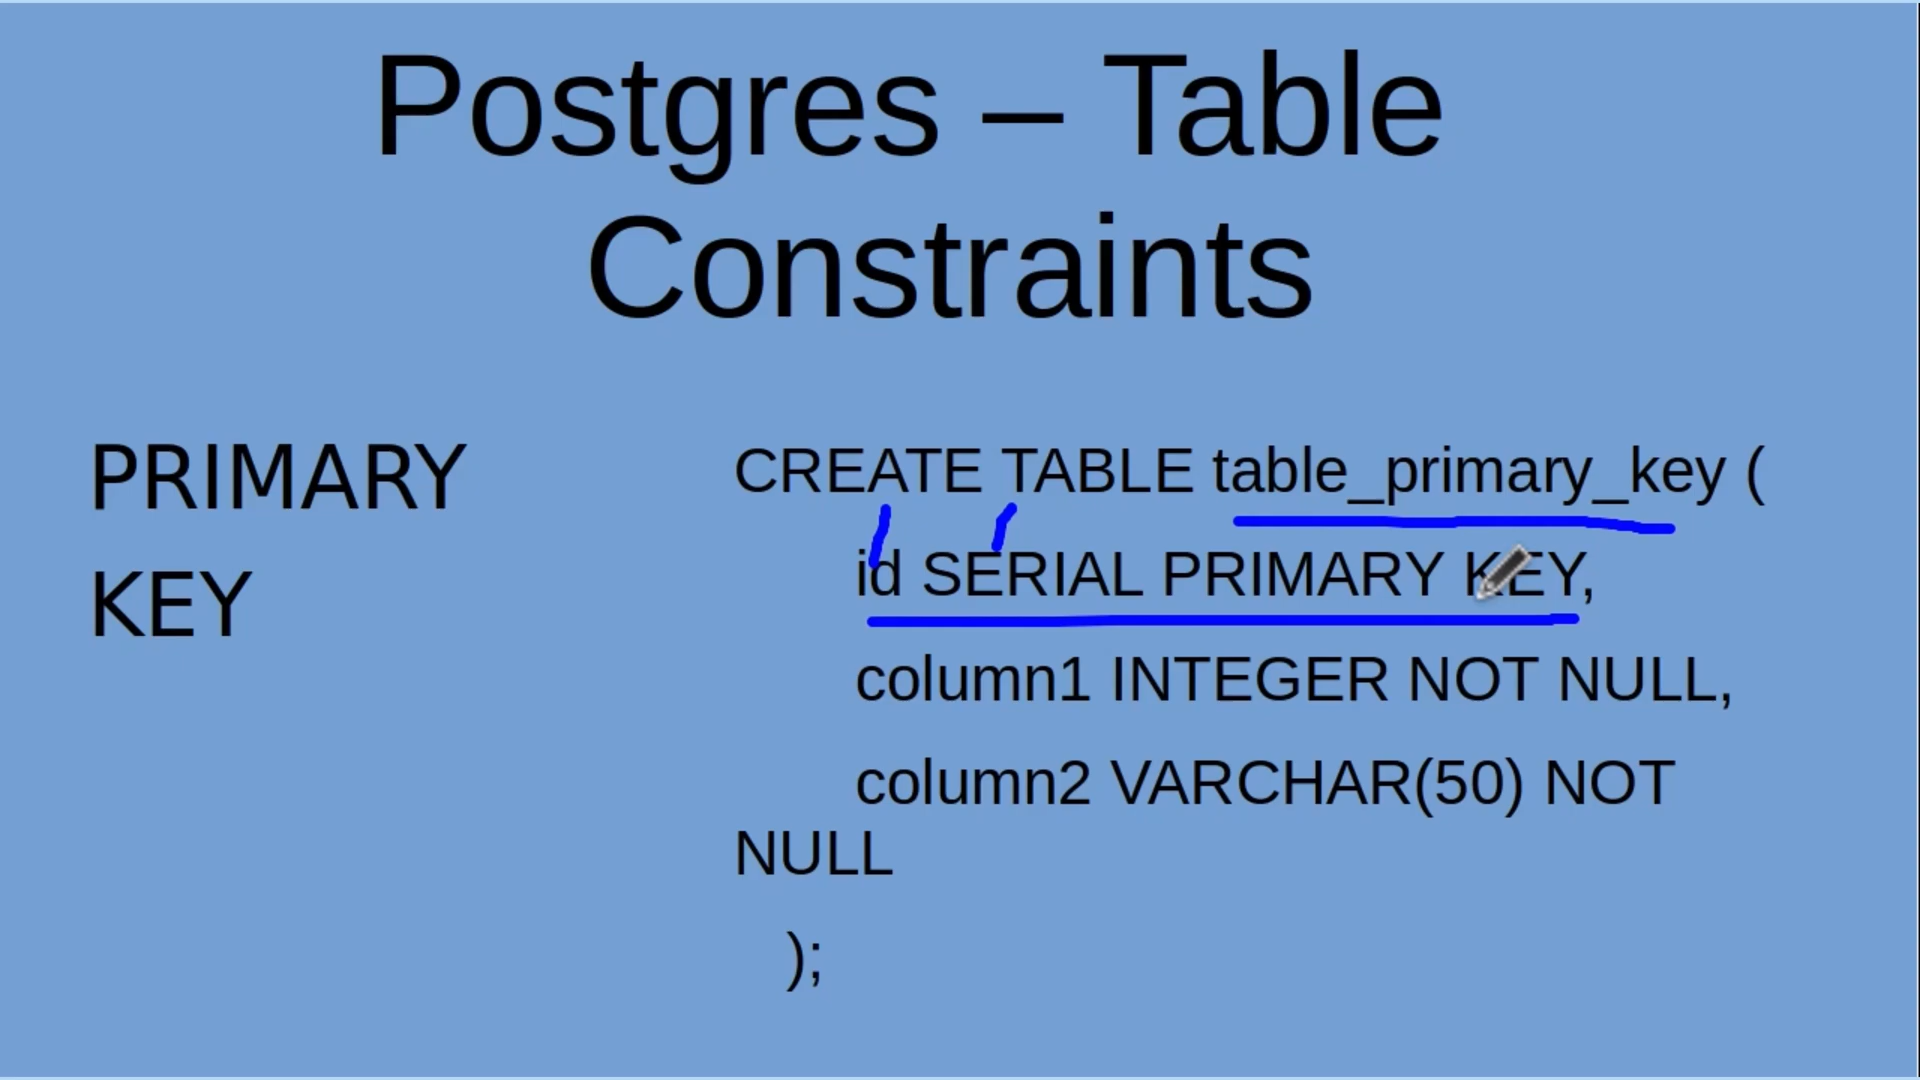 Postgres – Table
Constraints
PRIMARY
KEY
CREATE TABLE table_primary_key (
id SERIAL PRIMARY KEY,
column1 INTEGER NOT NULL,
column2 VARCHAR(50) NOT
NULL
);